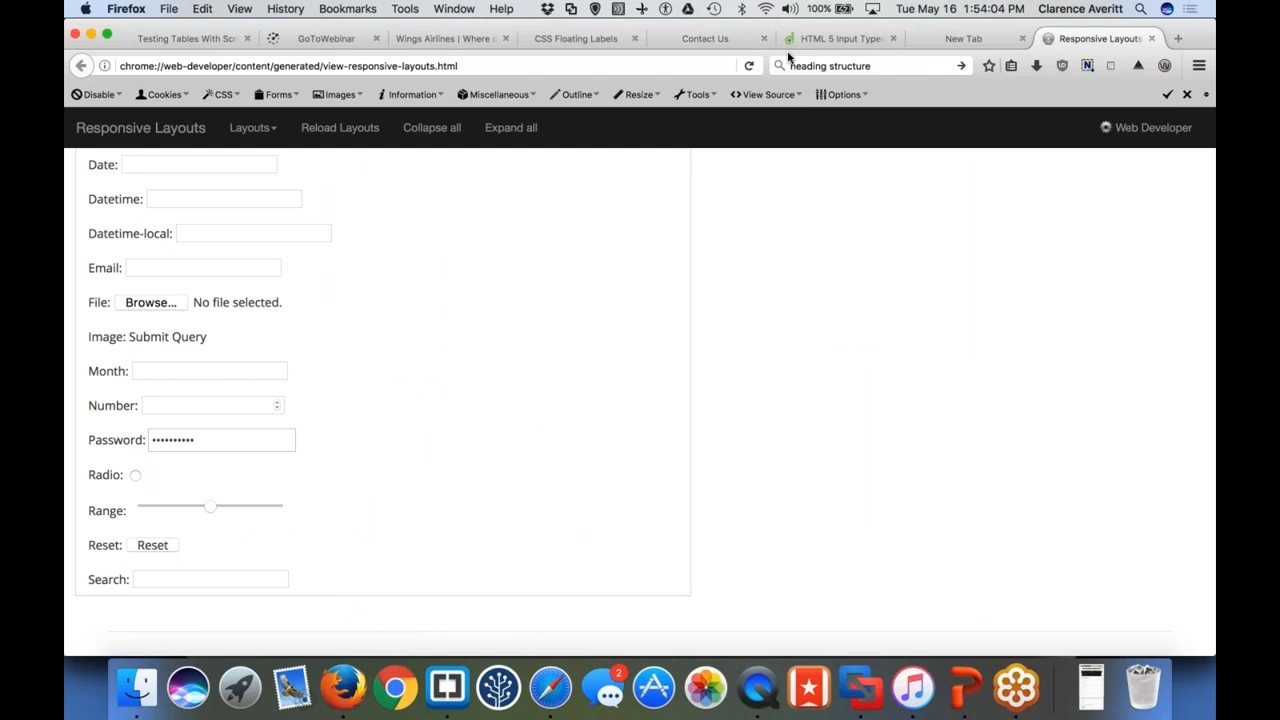 Firefox File Edit View History Bookmarks Tools Window Help 100% Tue May 16 1:54:04 PM Clarence Averitt
Testing Tables With Scr GoToWebinar Wings Airlines | Where o CSS Floating Labels Contact Us HTML 5 Input Types New Tab Responsive Layouts
chrome://web-developer/content/generated/view-responsive-layouts.html heading structure
Disable Cookies CSS Forms Images Information Miscellaneous Outline Resize Tools View Source Options
Responsive Layouts Layouts Reload Layouts Collapse all Expand all Web Developer
Date:
Datetime:
Datetime-local:
Email:
File: Browse... No file selected.
Image: Submit Query
Month:
Number:
Password: ••••••••••
Radio:
Range:
Reset: Reset
Search:
2